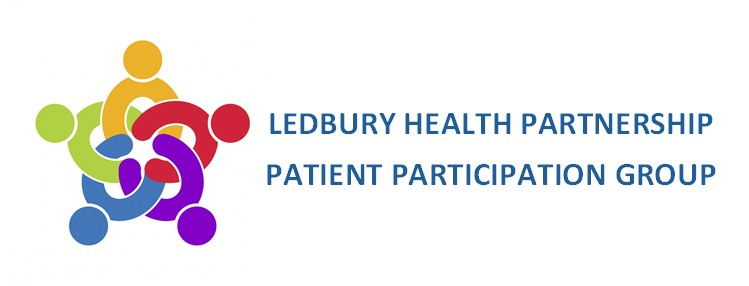 LEDBURY HEALTH PARTNERSHIP
PATIENT PARTICIPATION GROUP